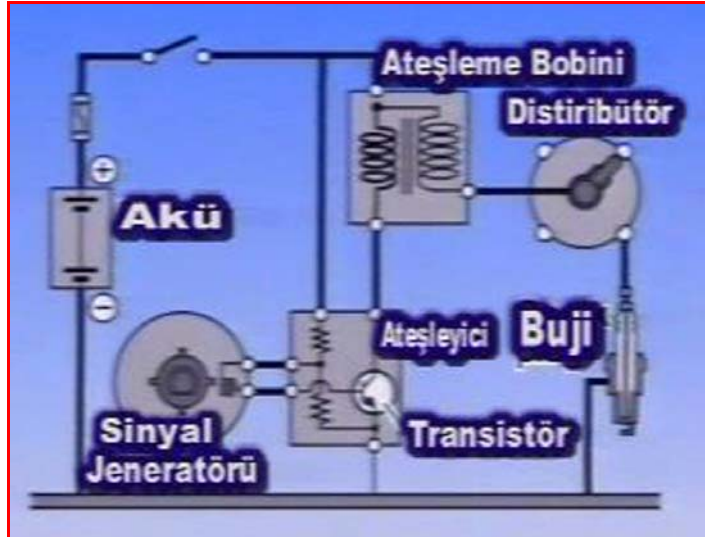 Ateşleme Bobini
Distiribütör
+
Akü
-
Ateşleyici
Buji
Sinyal
Jeneratörü
Transistör